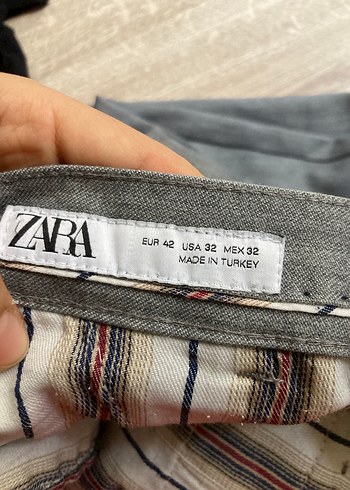 ZARA
EUR 42 USA 32 MEX 32
MADE IN TURKEY